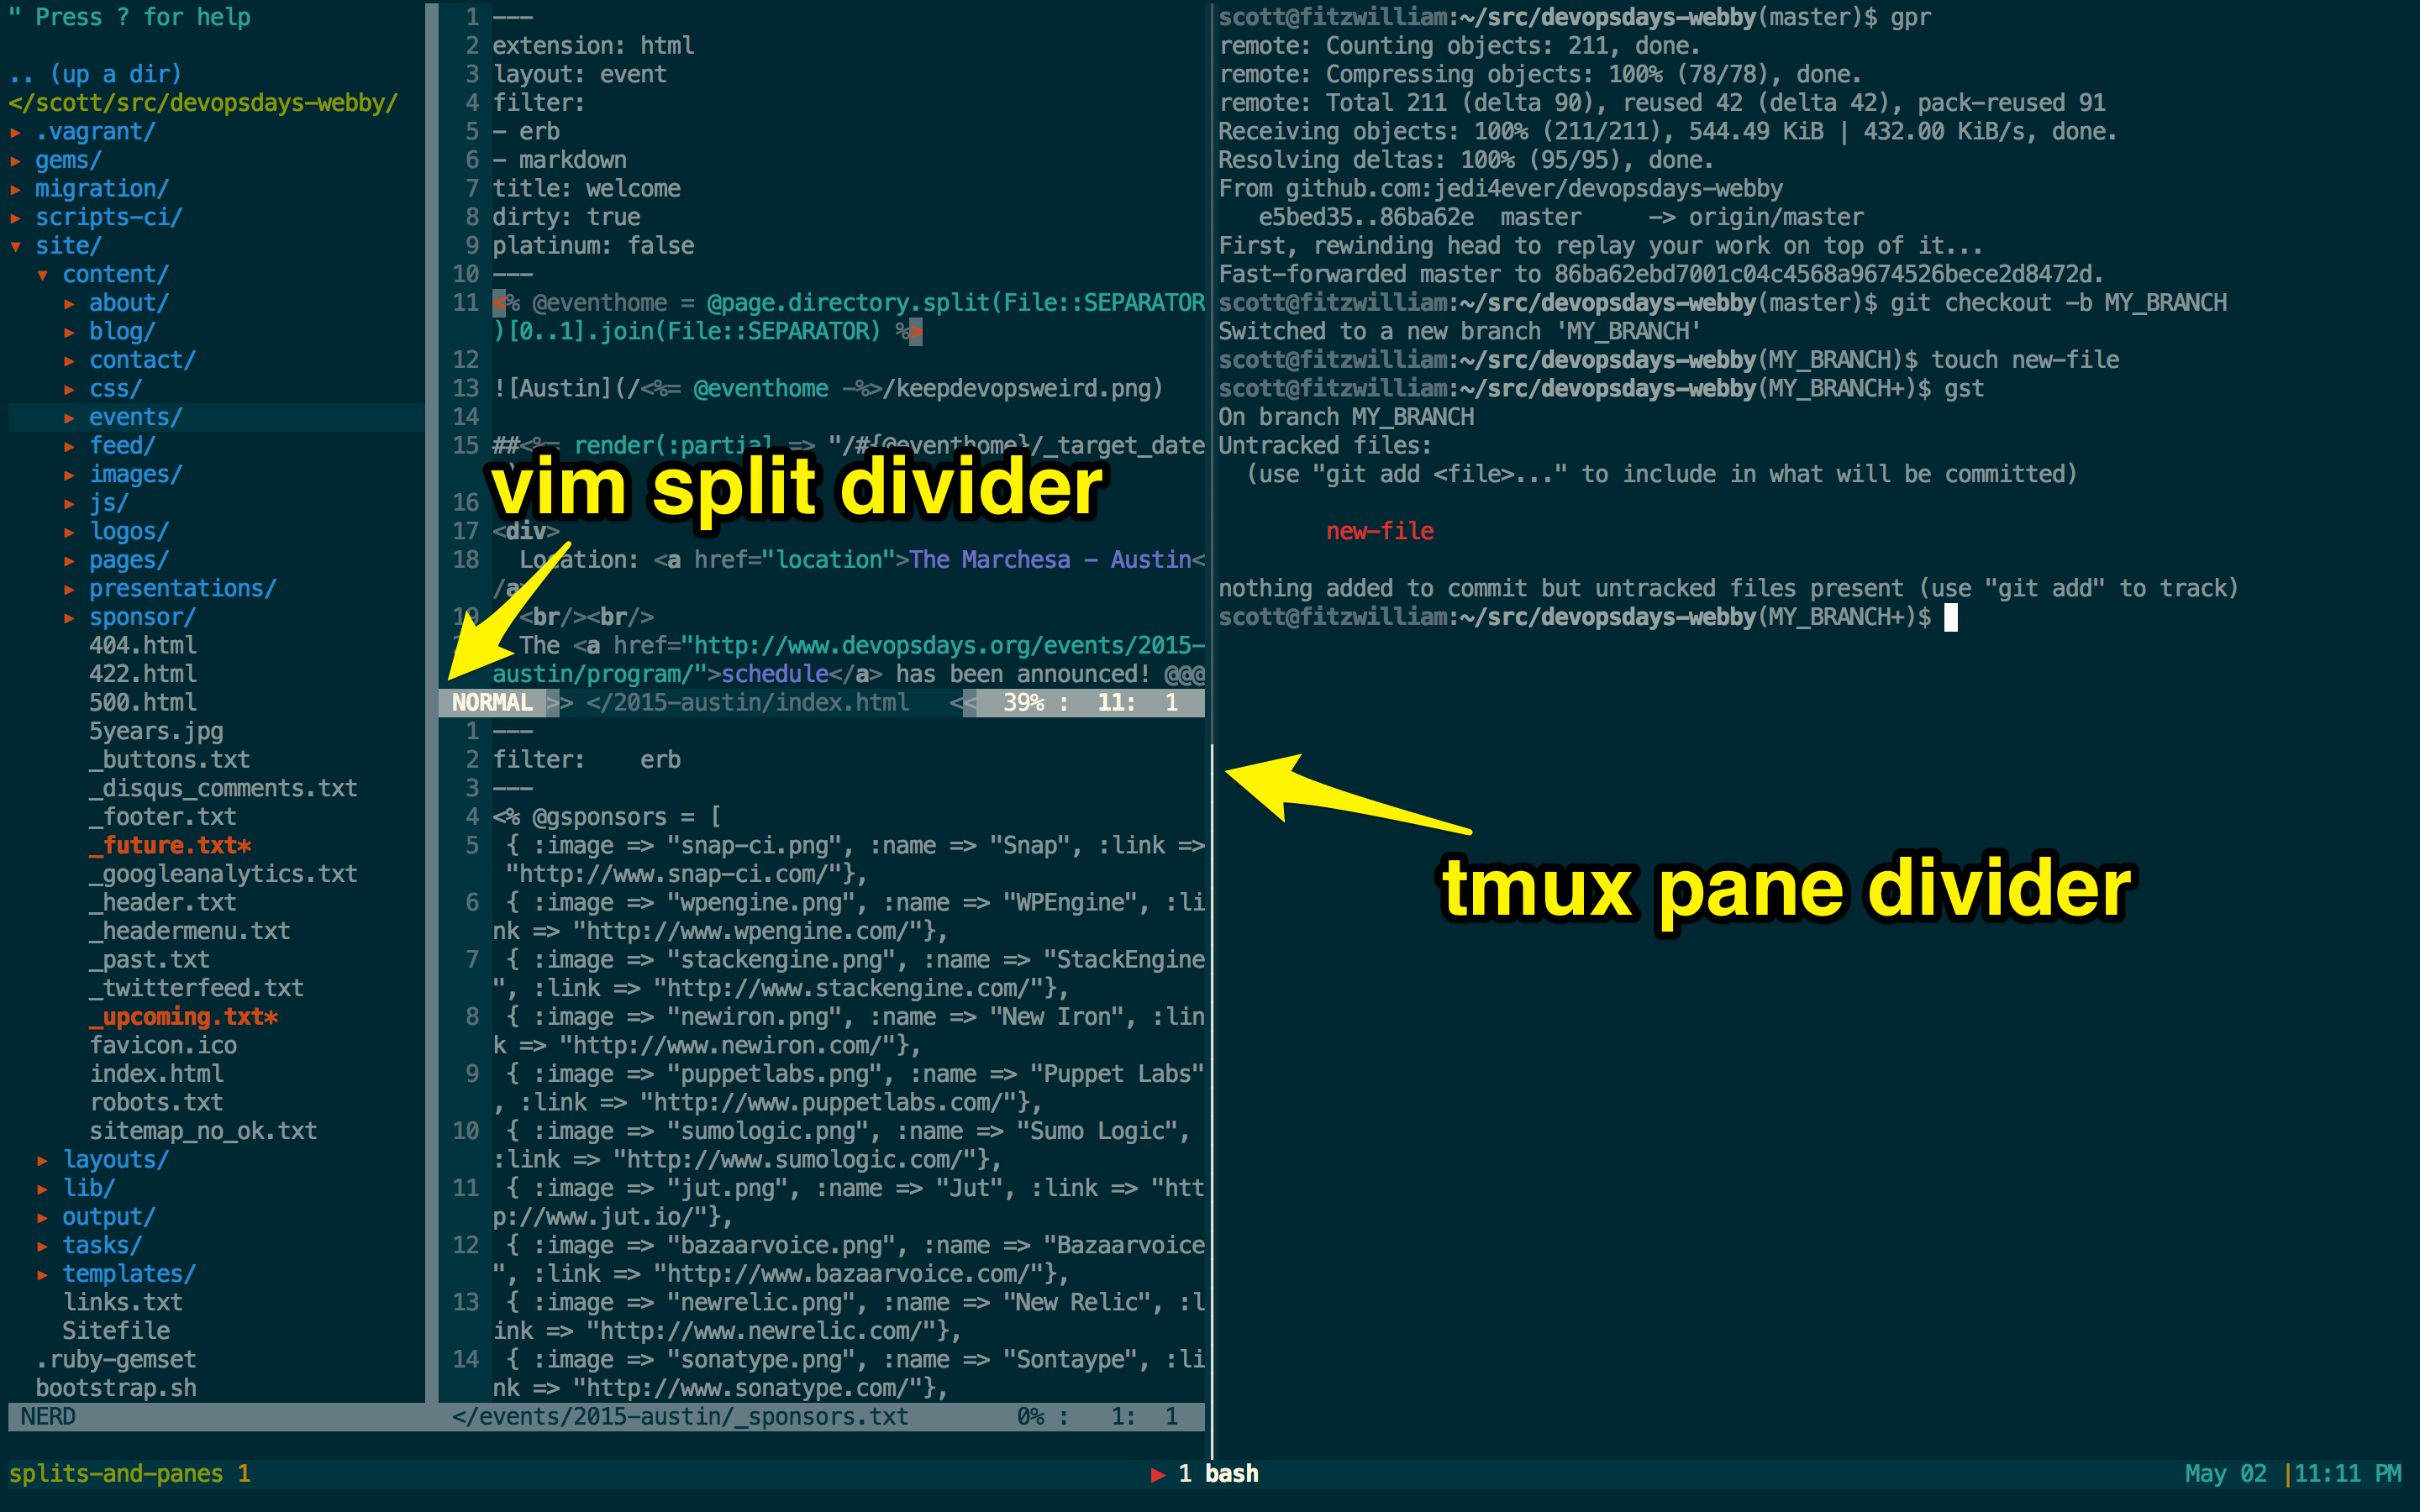 " Press ? for help
.. (up a dir)
</scott/src/devopsdays-webby/
▸ .vagrant/
▸ gems/
▸ migration/
▸ scripts-ci/
▾ site/
▾ content/
▸ about/
▸ blog/
▸ contact/
▸ css/
▸ events/
▸ feed/
▸ images/
▸ js/
▸ logos/
▸ pages/
▸ presentations/
▸ sponsor/
404.html
422.html
500.html
5years.jpg
_buttons.txt
_disqus_comments.txt
_footer.txt
_future.txt*
_googleanalytics.txt
_header.txt
_headermenu.txt
_past.txt
_twitterfeed.txt
_upcoming.txt*
favicon.ico
index.html
robots.txt
sitemap_no_ok.txt
▸ layouts/
▸ lib/
▸ output/
▸ tasks/
▸ templates/
links.txt
Sitefile
.ruby-gemset
bootstrap.sh
NERD
1 ---
2 extension: html
3 layout: event
4 filter:
5 - erb
6 - markdown
7 title: welcome
8 dirty: true
9 platinum: false
10 ---
11 <% @eventhome = @page.directory.split(File::SEPARATOR
)[0..1].join(File::SEPARATOR) %>
12
13 ![Austin](/<%= @eventhome -%>/keepdevopsweird.png)
14
15 ##<%= render(:partial => "/#{@eventhome}/_target_date
16
17 <div>
18 Location: <a href="location">The Marchesa - Austin<
/a>
19 <br/><br/>
The <a href="http://www.devopsdays.org/events/2015-
austin/program/">schedule</a> has been announced! @@@
NORMAL >> </2015-austin/index.html << 39% : 11: 1
1 ---
2 filter: erb
3 ---
4 <% @gsponsors = [
5 { :image => "snap-ci.png", :name => "Snap", :link =>
"http://www.snap-ci.com/"},
6 { :image => "wpengine.png", :name => "WPEngine", :li
nk => "http://www.wpengine.com/"},
7 { :image => "stackengine.png", :name => "StackEngine
", :link => "http://www.stackengine.com/"},
8 { :image => "newiron.png", :name => "New Iron", :lin
k => "http://www.newiron.com/"},
9 { :image => "puppetlabs.png", :name => "Puppet Labs"
, :link => "http://www.puppetlabs.com/"},
10 { :image => "sumologic.png", :name => "Sumo Logic",
:link => "http://www.sumologic.com/"},
11 { :image => "jut.png", :name => "Jut", :link => "htt
p://www.jut.io/"},
12 { :image => "bazaarvoice.png", :name => "Bazaarvoice
", :link => "http://www.bazaarvoice.com/"},
13 { :image => "newrelic.png", :name => "New Relic", :l
ink => "http://www.newrelic.com/"},
14 { :image => "sonatype.png", :name => "Sontaype", :li
nk => "http://www.sonatype.com/"},
</events/2015-austin/_sponsors.txt 0% : 1: 1
vim split divider
scott@fitzwilliam:~/src/devopsdays-webby(master)$ gpr
remote: Counting objects: 211, done.
remote: Compressing objects: 100% (78/78), done.
remote: Total 211 (delta 90), reused 42 (delta 42), pack-reused 91
Receiving objects: 100% (211/211), 544.49 KiB | 432.00 KiB/s, done.
Resolving deltas: 100% (95/95), done.
From github.com:jedi4ever/devopsdays-webby
e5bed35..86ba62e master -> origin/master
First, rewinding head to replay your work on top of it...
Fast-forwarded master to 86ba62ebd7001c04c4568a9674526bece2d8472d.
scott@fitzwilliam:~/src/devopsdays-webby(master)$ git checkout -b MY_BRANCH
Switched to a new branch 'MY_BRANCH'
scott@fitzwilliam:~/src/devopsdays-webby(MY_BRANCH)$ touch new-file
scott@fitzwilliam:~/src/devopsdays-webby(MY_BRANCH+)$ gst
On branch MY_BRANCH
Untracked files:
(use "git add <file>..." to include in what will be committed)
new-file
nothing added to commit but untracked files present (use "git add" to track)
scott@fitzwilliam:~/src/devopsdays-webby(MY_BRANCH+)$
tmux pane divider
splits-and-panes 1
▸ 1 bash
May 02 |11:11 PM